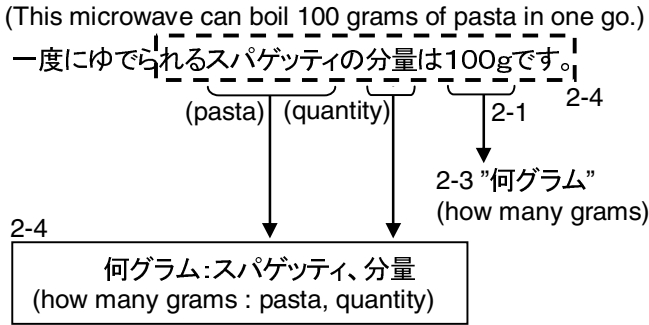 (This microwave can boil 100 grams of pasta in one go.)
一度にゆでられるスパゲッティの分量は100gです。
(pasta) (quantity) 2-1 2-4
2-3 ”何グラム”
(how many grams)
2-4
何グラム:スパゲッティ、分量
(how many grams : pasta, quantity)